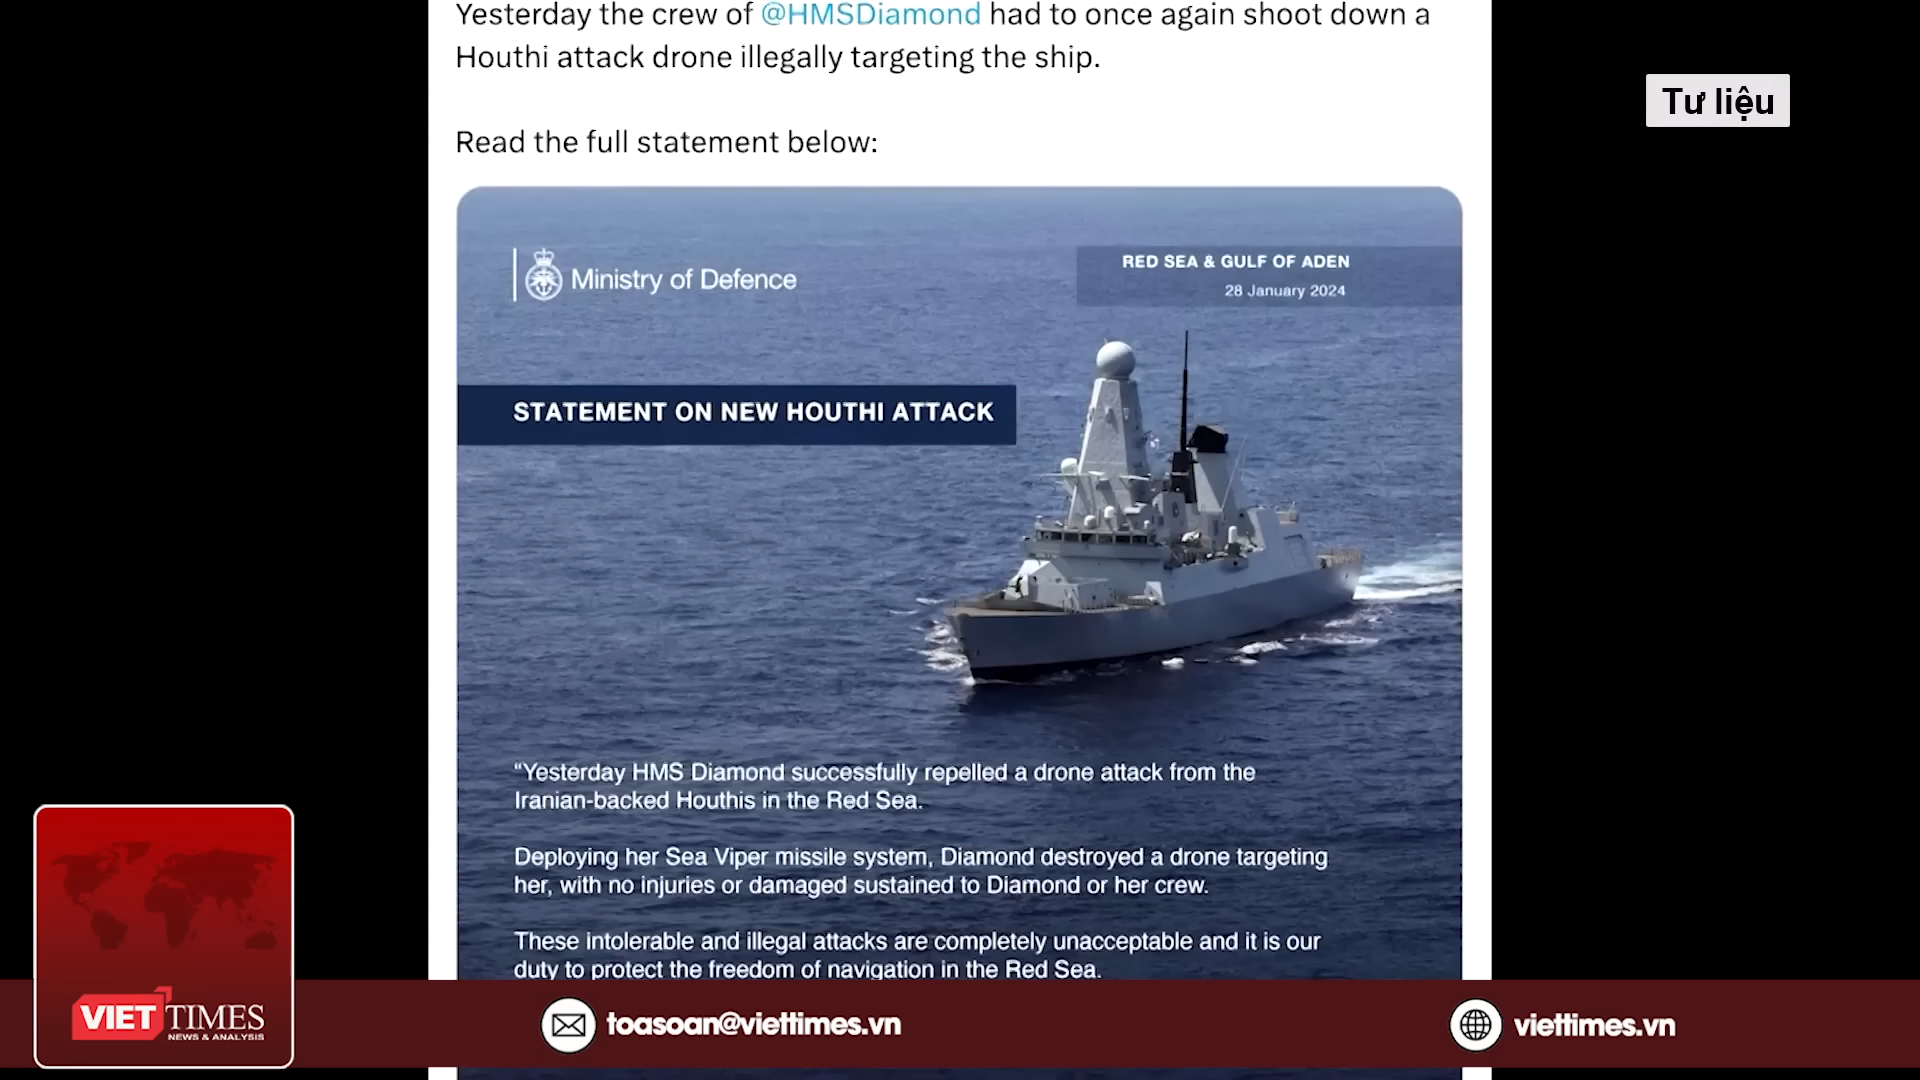 Yesterday the crew of @HMSDiamond had to once again shoot down a
Houthi attack drone illegally targeting the ship.
Tư liệu
Read the full statement below:
Ministry of Defence
RED SEA & GULF OF ADEN
28 January 2024
STATEMENT ON NEW HOUTHI ATTACK
“Yesterday HMS Diamond successfully repelled a drone attack from the
Iranian-backed Houthis in the Red Sea.
Deploying her Sea Viper missile system, Diamond destroyed a drone targeting
her, with no injuries or damaged sustained to Diamond or her crew.
These intolerable and illegal attacks are completely unacceptable and it is our
duty to protect the freedom of navigation in the Red Sea.
VIET TIMES
NEWS & ANALYSIS
toasoan@viettimes.vn
viettimes.vn